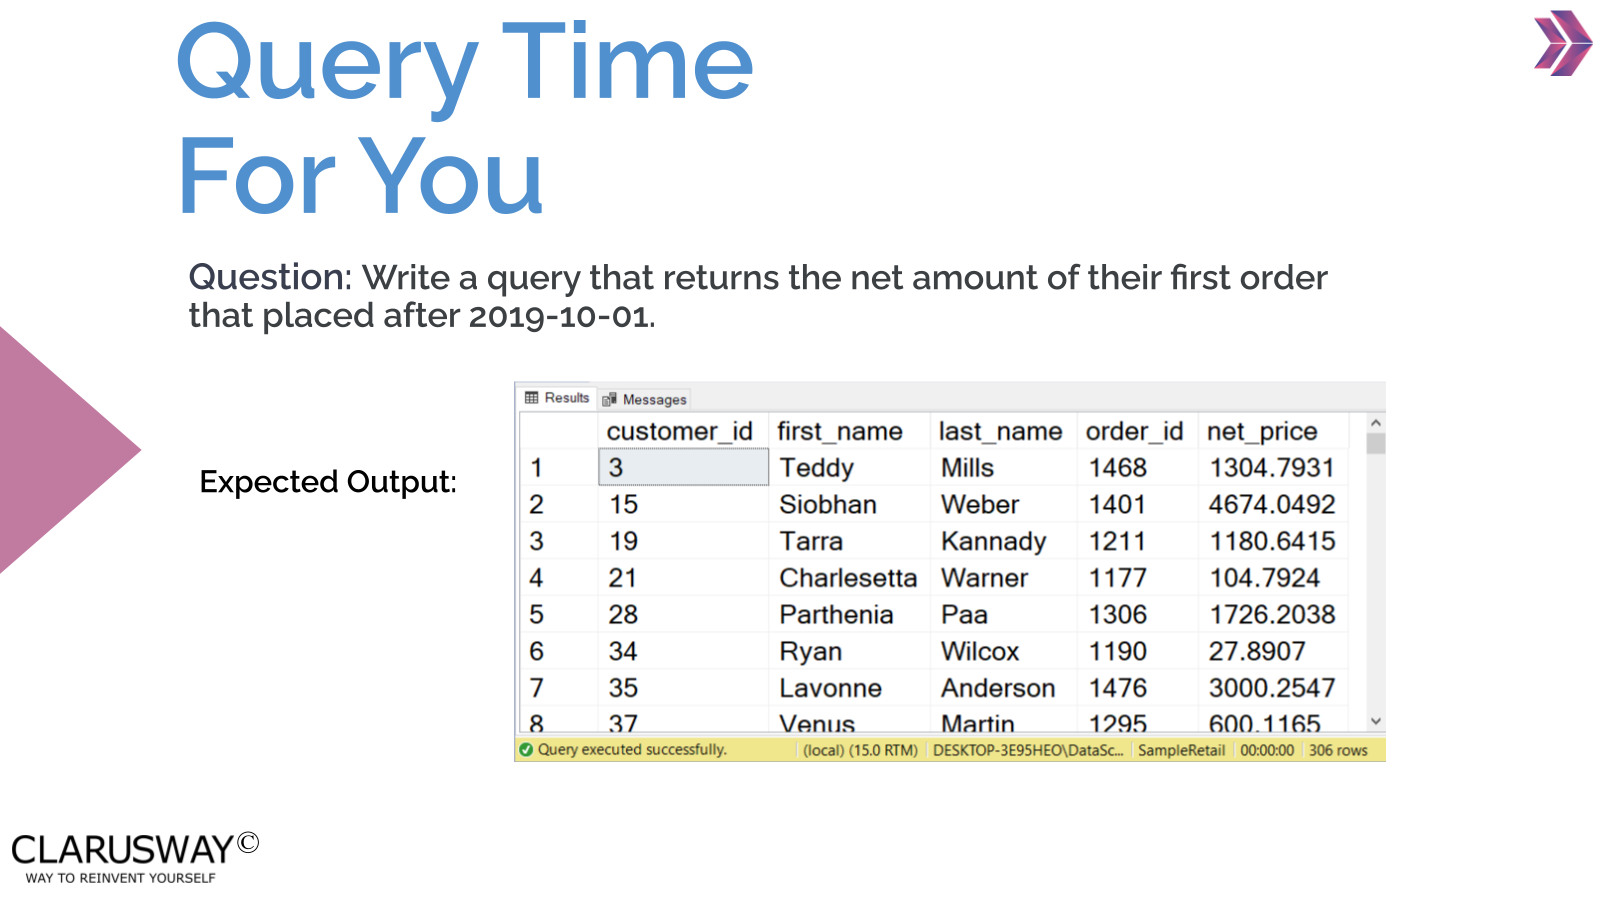 Query Time
For You
Question: Write a query that returns the net amount of their first order
that placed after 2019-10-01.
Expected Output:
Results Messages
customer_id first_name last_name order_id net_price
1 3 Teddy Mills 1468 1304.7931
2 15 Siobhan Weber 1401 4674.0492
3 19 Tarra Kannady 1211 1180.6415
4 21 Charlesetta Warner 1177 104.7924
5 28 Parthenia Paa 1306 1726.2038
6 34 Ryan Wilcox 1190 27.8907
7 35 Lavonne Anderson 1476 3000.2547
8 37 Venus Martin 1295 600.1165
Query executed successfully. (local) (15.0 RTM) DESKTOP-3E95HEO\DataSc... SampleRetail 00:00:00 306 rows
CLARUSWAY©
WAY TO REINVENT YOURSELF